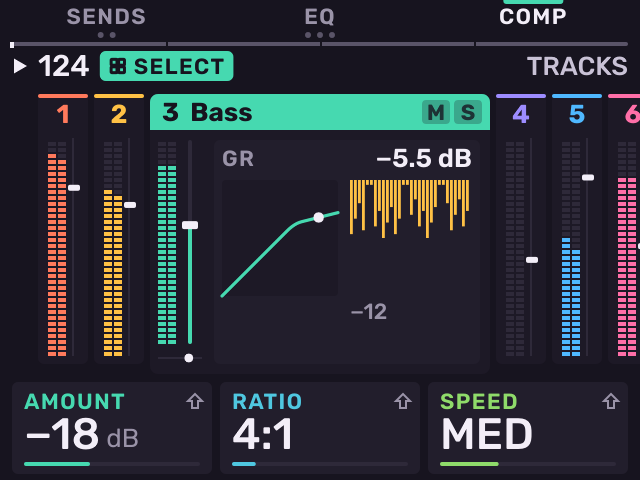 SENDS EQ COMP
124 SELECT TRACKS
1 2 3 Bass M S 4 5 6
GR −5.5 dB
−12
AMOUNT RATIO SPEED
−18 dB 4:1 MED